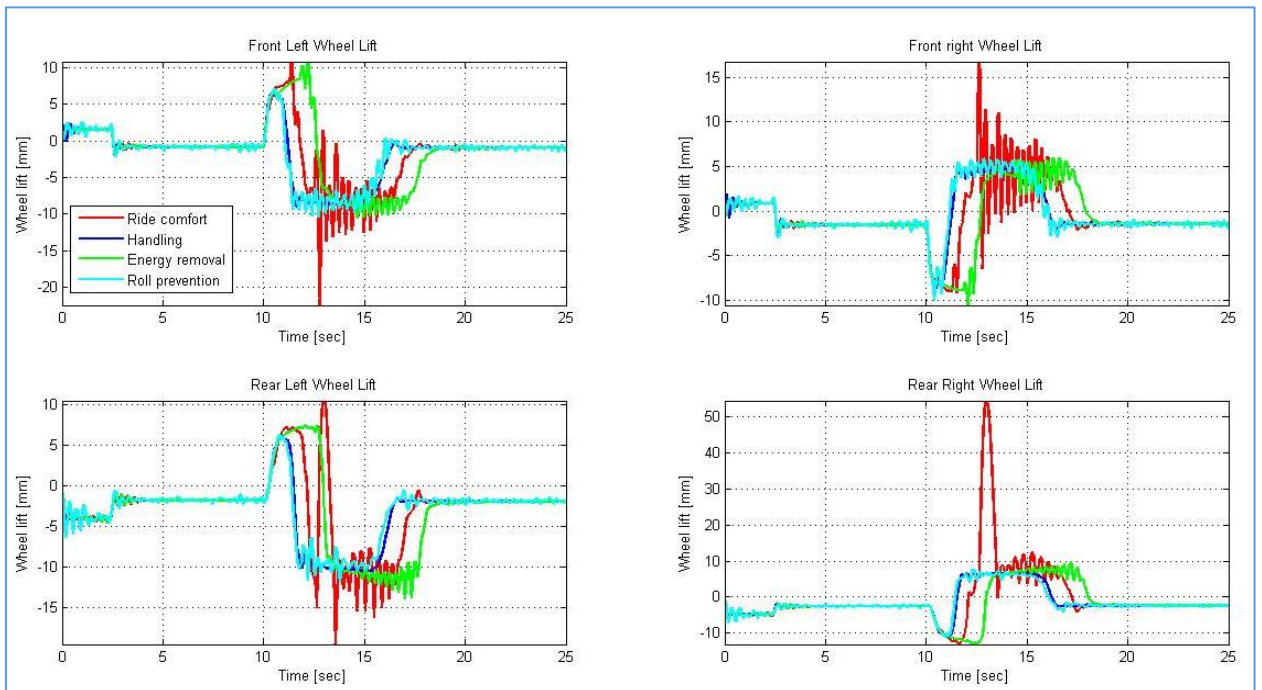 Front Left Wheel Lift
Wheel lift [mm]
10
5
0
-5
-10
-15
-20
Ride comfort
Handling
Energy removal
Roll prevention
0 5 10 15 20 25
Time [sec]
Front right Wheel Lift
Wheel lift [mm]
15
10
5
0
-5
-10
0 5 10 15 20 25
Time [sec]
Rear Left Wheel Lift
Wheel lift [mm]
10
5
0
-5
-10
-15
0 5 10 15 20 25
Time [sec]
Rear Right Wheel Lift
Wheel lift [mm]
50
40
30
20
10
0
-10
0 5 10 15 20 25
Time [sec]